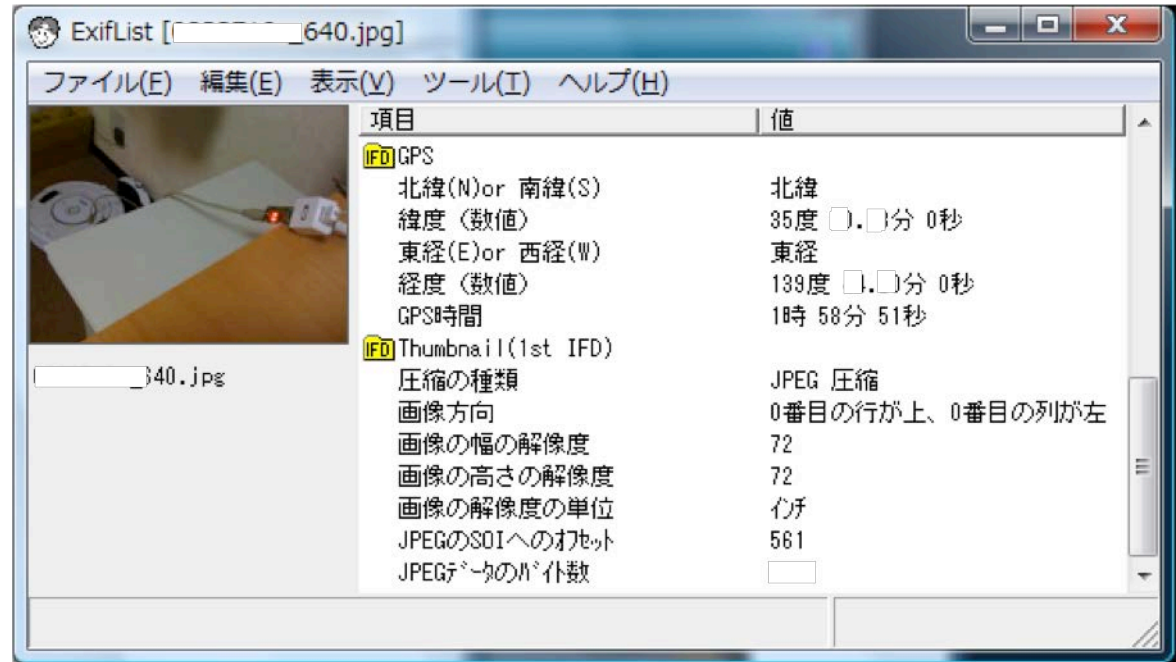 ExifList [ _640.jpg]
ファイル(F) 編集(E) 表示(V) ツール(T) ヘルプ(H)
項目 値
IFD GPS
北緯(N)or 南緯(S) 北緯
緯度 (数値) 35度 . 分 0秒
東経(E)or 西経(W) 東経
経度 (数値) 139度 . 分 0秒
GPS時間 1時 58分 51秒
IFD Thumbnail(1st IFD)
_640.jpg
圧縮の種類 JPEG 圧縮
画像方向 0番目の行が上、0番目の列が左
画像の幅の解像度 72
画像の高さの解像度 72
画像の解像度の単位 インチ
JPEGのSOIへのオフセット 561
JPEGデータのバイト数